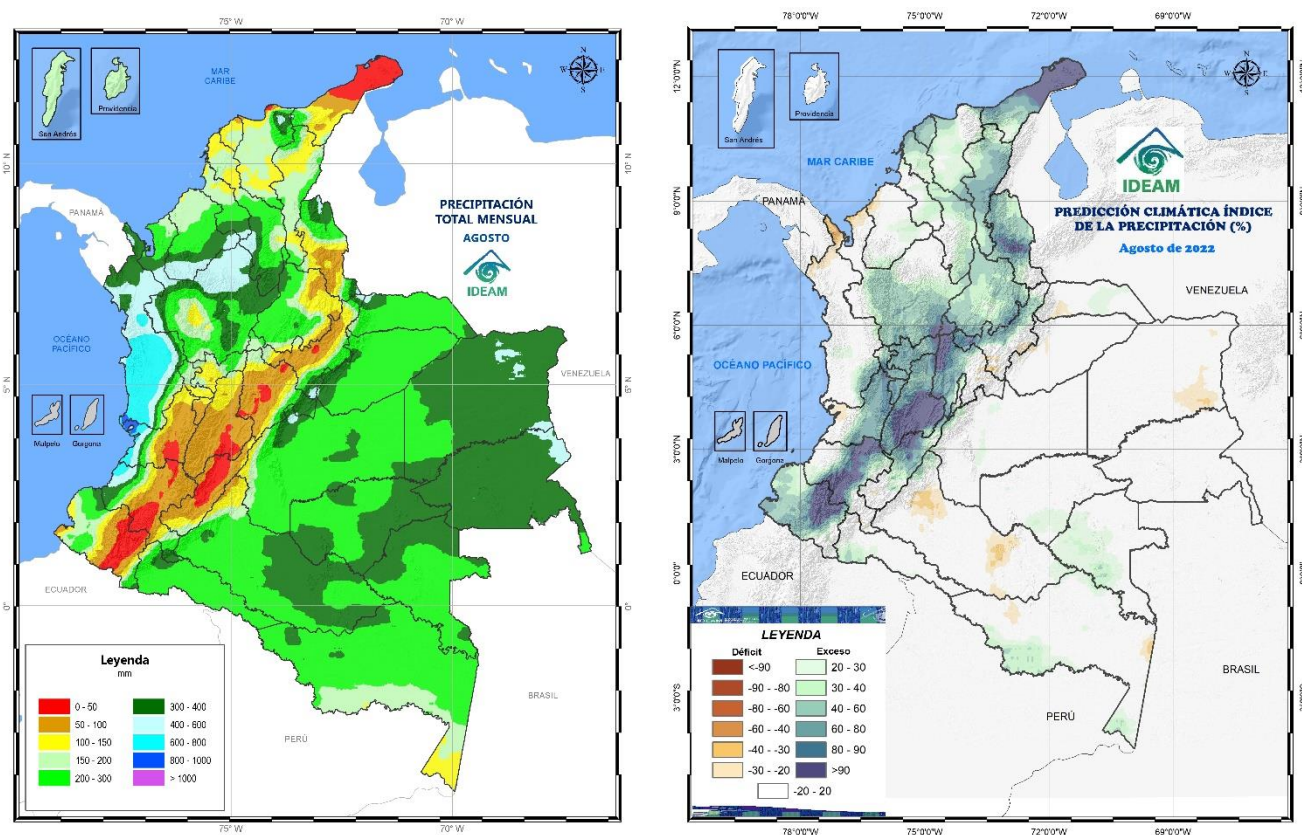 75° W
70° W
San Andrés
Providencia
MAR
CARIBE
N
W
E
S
10° N
PANAMÁ
PRECIPITACIÓN
TOTAL MENSUAL
AGOSTO
IDEAM
OCÉANO
PACÍFICO
VENEZUELA
5° N
Malpelo
Gorgona
ECUADOR
0°
0°
BRASIL
PERÚ
Leyenda
mm
0 - 50
50 - 100
100 - 150
150 - 200
200 - 300
300 - 400
400 - 600
600 - 800
800 - 1000
> 1000
75° W
70° W
78°0'0"W
75°0'0"W
72°0'0"W
69°0'0"W
San Andrés
Providencia
N
W
E
S
12°0'0"N
MAR CARIBE
IDEAM
9°0'0"N
PANAMÁ
PREDICCIÓN CLIMÁTICA ÍNDICE
DE LA PRECIPITACIÓN (%)
Agosto de 2022
VENEZUELA
6°0'0"N
OCÉANO PACÍFICO
Malpelo
Gorgona
3°0'0"N
ECUADOR
0°0'0"
LEYENDA
Déficit
Exceso
<-90
-90 - -80
-80 - -60
-60 - -40
-40 - -30
-30 - -20
20 - 30
30 - 40
40 - 60
60 - 80
80 - 90
>90
-20 - 20
BRASIL
PERÚ
3°0'0"S
78°0'0"W
75°0'0"W
72°0'0"W
69°0'0"W